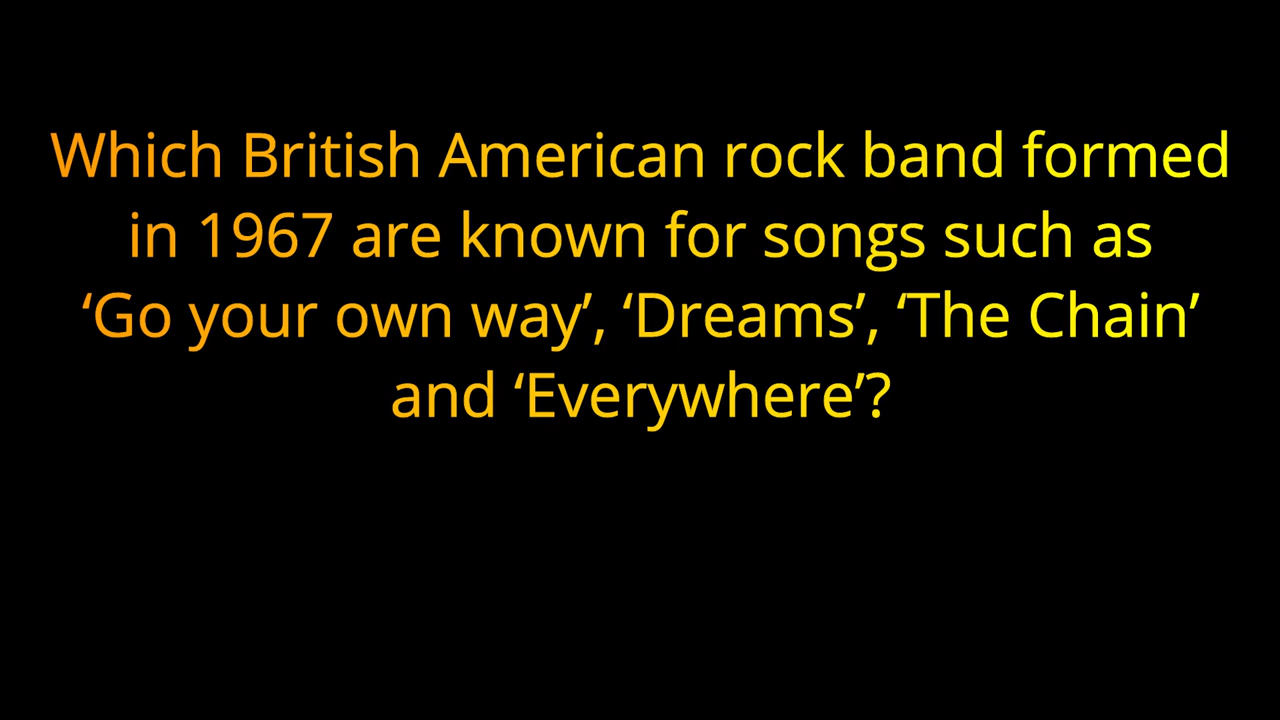 Which British American rock band formed
in 1967 are known for songs such as
‘Go your own way’, ‘Dreams’, ‘The Chain’
and ‘Everywhere’?